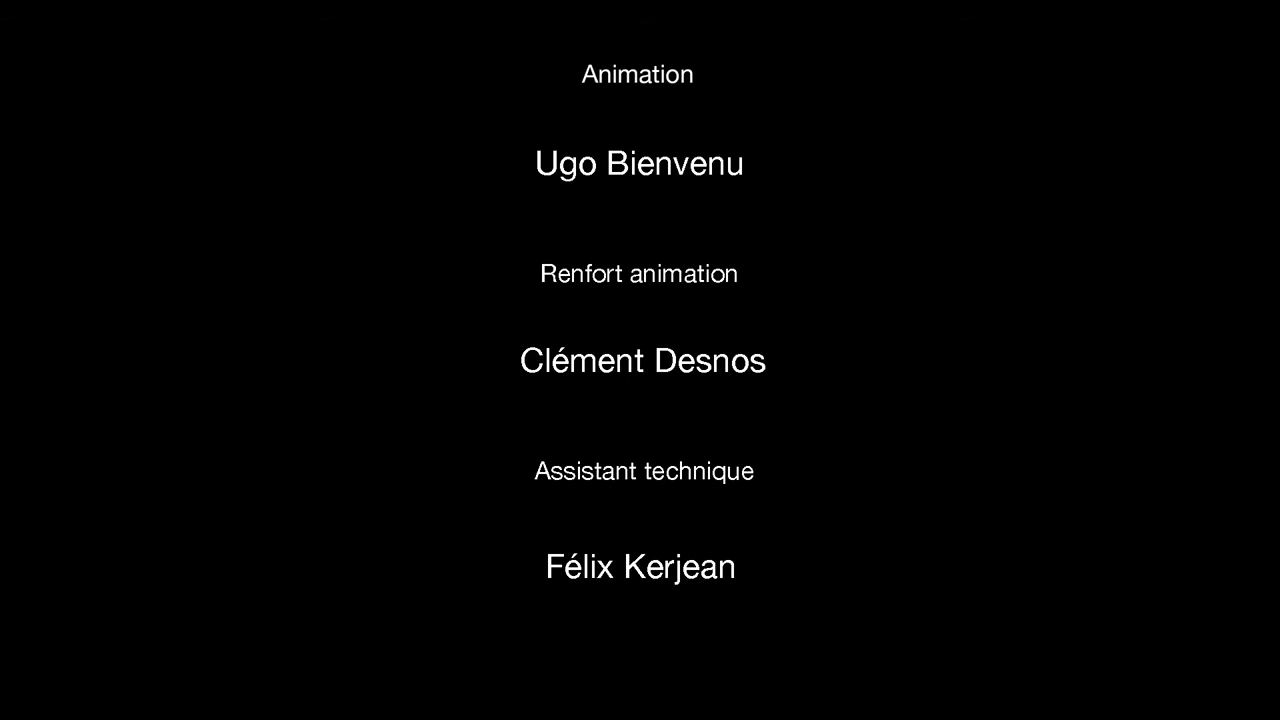 Animation
Ugo Bienvenu
Renfort animation
Clément Desnos
Assistant technique
Félix Kerjean